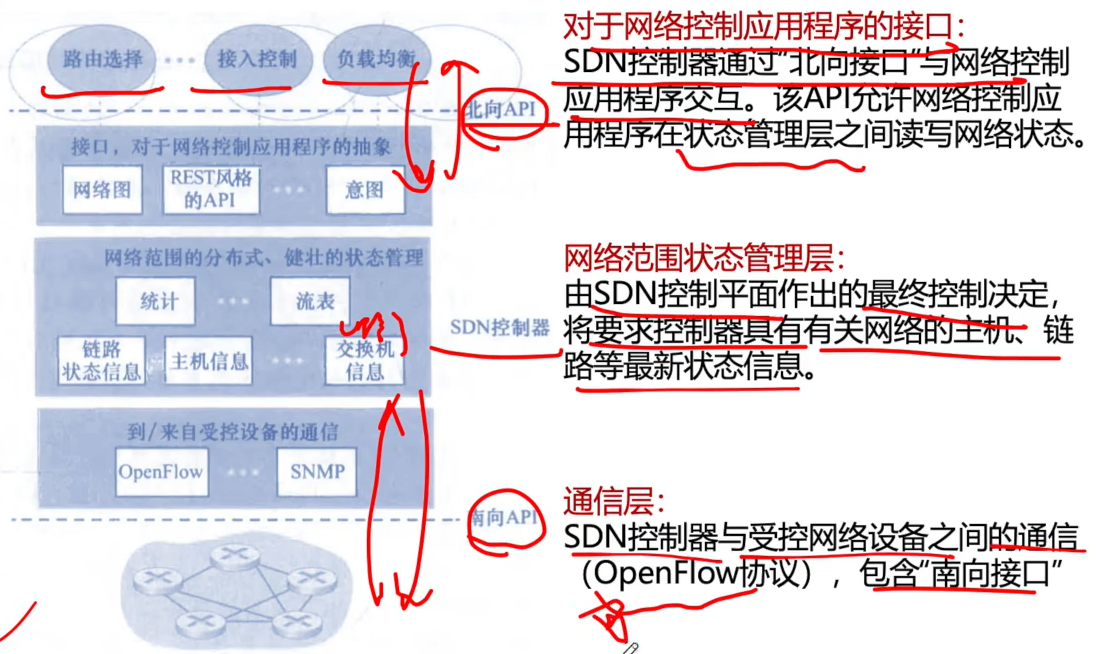 路由选择 ··· 接入控制 负载均衡
北向API
接口，对于网络控制应用程序的抽象
网络图
REST风格
的API
···
意图
网络范围的分布式、健壮的状态管理
统计 ··· 流表
SDN控制器
链路
状态信息
主机信息
···
交换机
信息
到/来自受控设备的通信
OpenFlow ··· SNMP
南向API
对于网络控制应用程序的接口：
SDN控制器通过“北向接口”与网络控制
应用程序交互。该API允许网络控制应
用程序在状态管理层之间读写网络状态。
网络范围状态管理层：
由SDN控制平面作出的最终控制决定，
将要求控制器具有有关网络的主机、链
路等最新状态信息。
通信层：
SDN控制器与受控网络设备之间的通信
（OpenFlow协议），包含“南向接口”